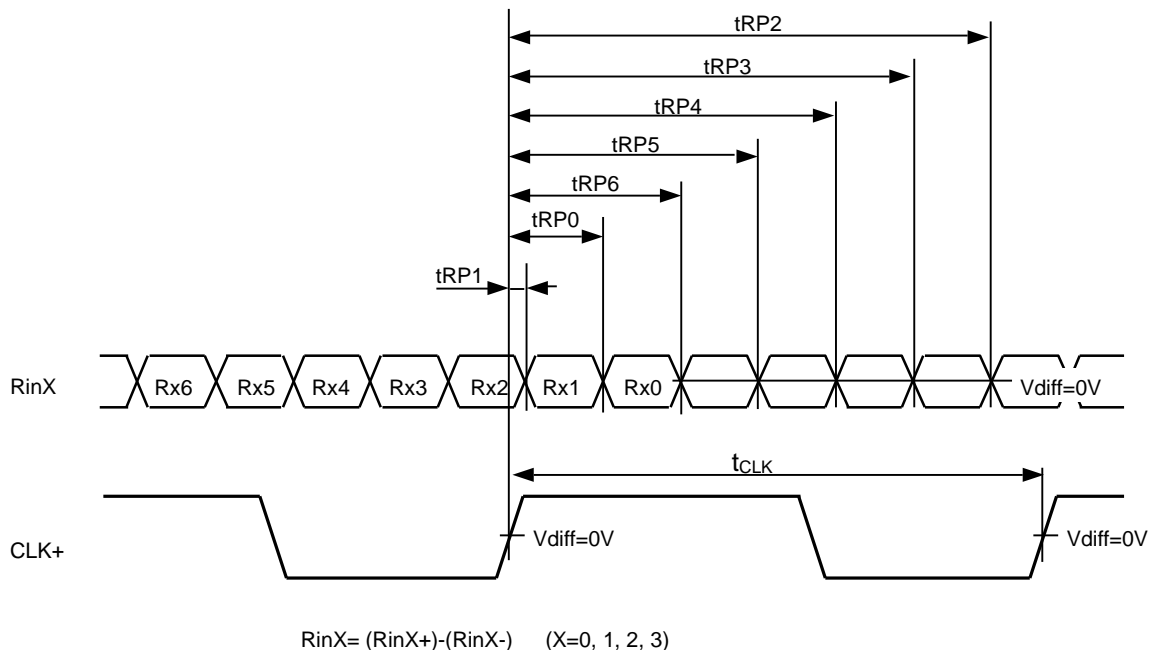 tRP2
tRP3
tRP4
tRP5
tRP6
tRP0
tRP1
RinX
Rx6 Rx5 Rx4 Rx3 Rx2 Rx1 Rx0
Vdiff=0V
tCLK
CLK+
Vdiff=0V
Vdiff=0V
RinX= (RinX+)-(RinX-) (X=0, 1, 2, 3)